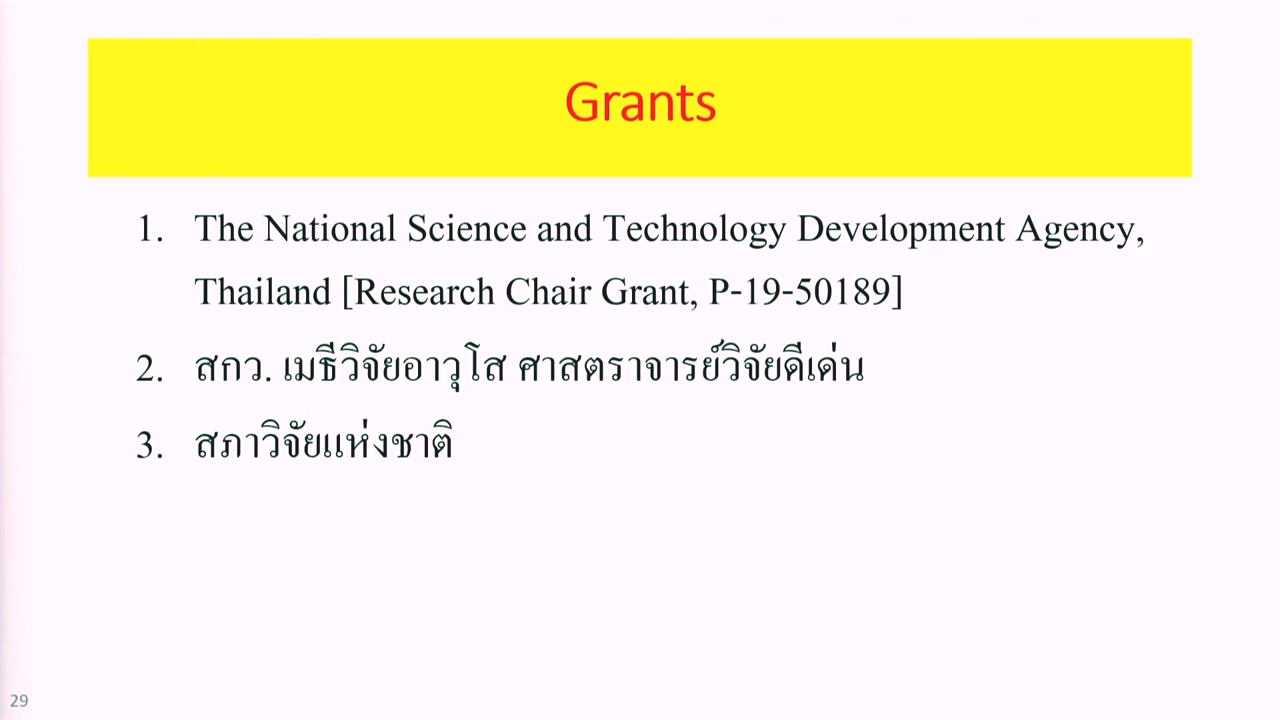 Grants
1. The National Science and Technology Development Agency,
Thailand [Research Chair Grant, P-19-50189]
2. สกว. เมธีวิจัยอาวุโส ศาสตราจารย์วิจัยดีเด่น
3. สภาวิจัยแห่งชาติ
29